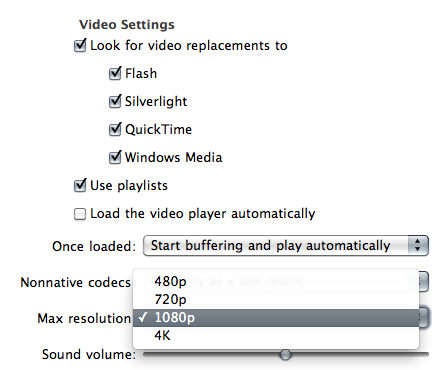 Video Settings
Look for video replacements to
Flash
Silverlight
QuickTime
Windows Media
Use playlists
Load the video player automatically
Once loaded: Start buffering and play automatically
Nonnative codecs
480p
720p
Max resolution ✓ 1080p
4K
Sound volume: